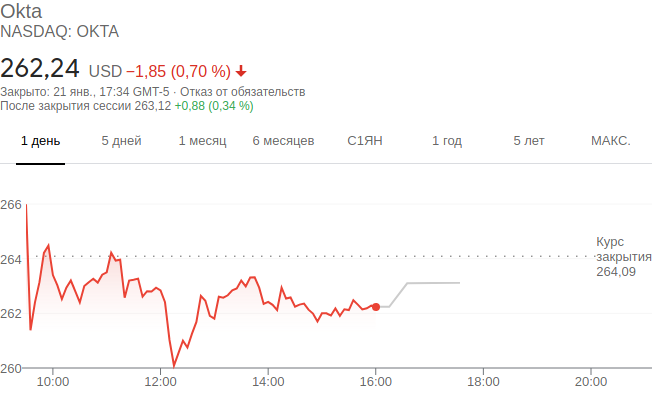 Okta
NASDAQ: OKTA
262,24 USD −1,85 (0,70 %)
Закрыто: 21 янв., 17:34 GMT-5 · Отказ от обязательств
После закрытия сессии 263,12 +0,88 (0,34 %)
1 день 5 дней 1 месяц 6 месяцев С1ЯН 1 год 5 лет МАКС.
266
264
262
260
Курс
закрытия
264,09
10:00 12:00 14:00 16:00 18:00 20:00